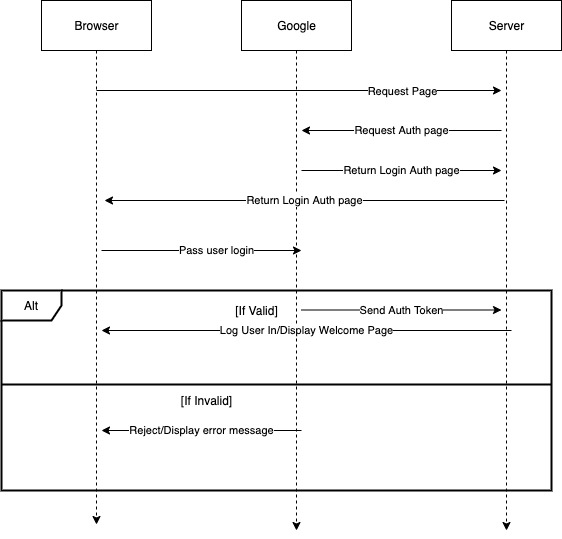 Browser
Google
Server
Request Page
Request Auth page
Return Login Auth page
Return Login Auth page
Pass user login
Alt
[If Valid]
Send Auth Token
Log User In/Display Welcome Page
[If Invalid]
Reject/Display error message